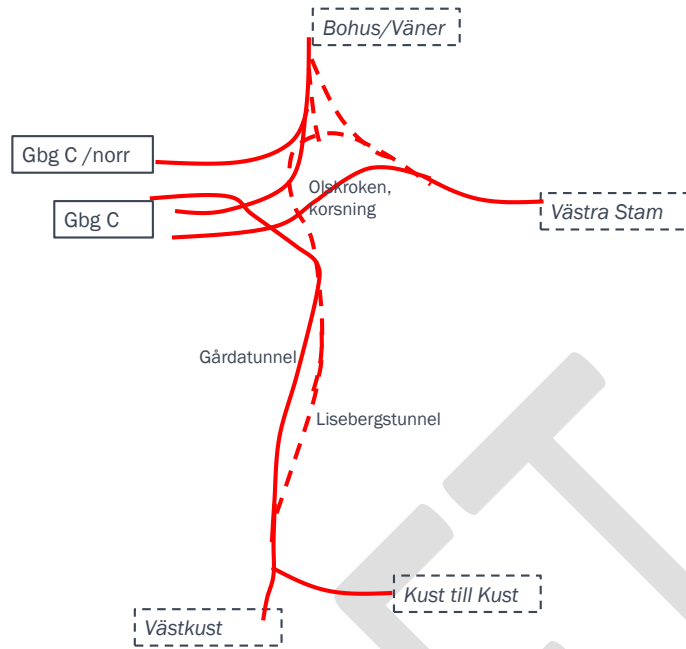 Bohus/Väner
Gbg C /norr
Olskroken,
korsning
Gbg C
Västra Stam
Gårdatunnel
Lisebergstunnel
Kust till Kust
Västkust